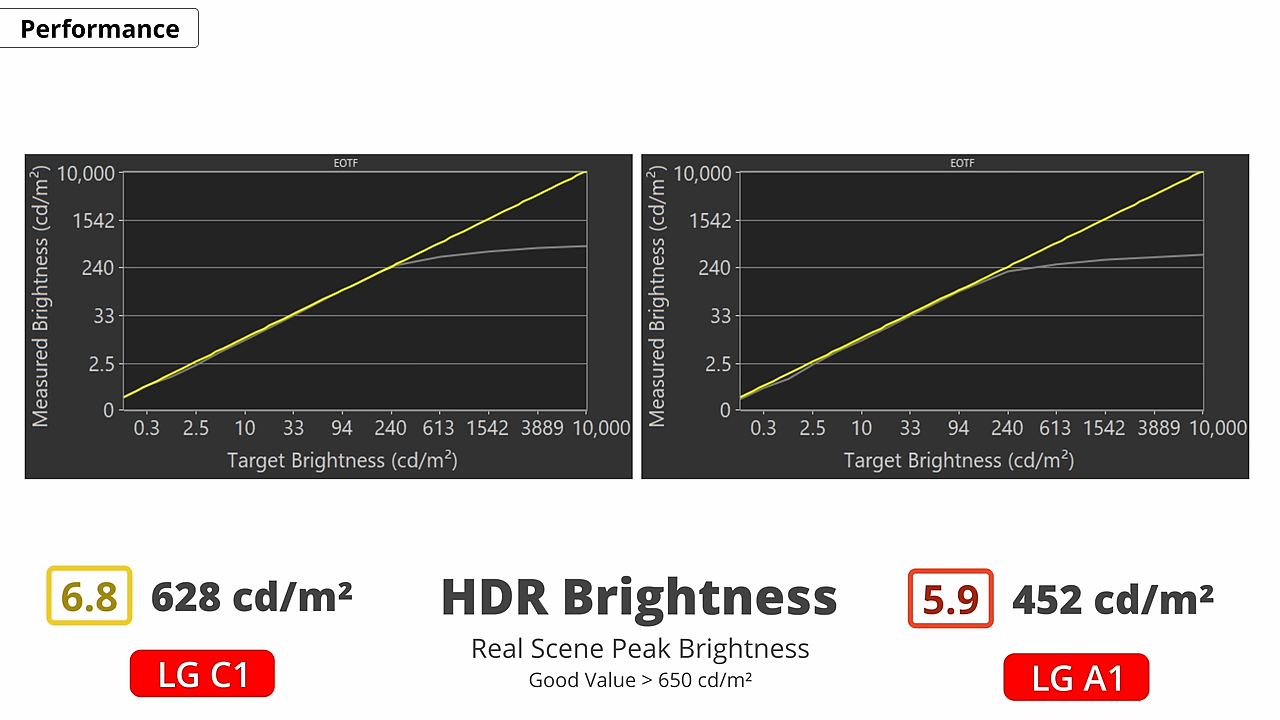 Performance
EOTF
Measured Brightness (cd/m²)
10,000
1542
240
33
2.5
0
0.3 2.5 10 33 94 240 613 1542 3889 10,000
Target Brightness (cd/m²)
EOTF
Measured Brightness (cd/m²)
10,000
1542
240
33
2.5
0
0.3 2.5 10 33 94 240 613 1542 3889 10,000
Target Brightness (cd/m²)
6.8 628 cd/m²
LG C1
HDR Brightness
Real Scene Peak Brightness
Good Value > 650 cd/m²
5.9 452 cd/m²
LG A1